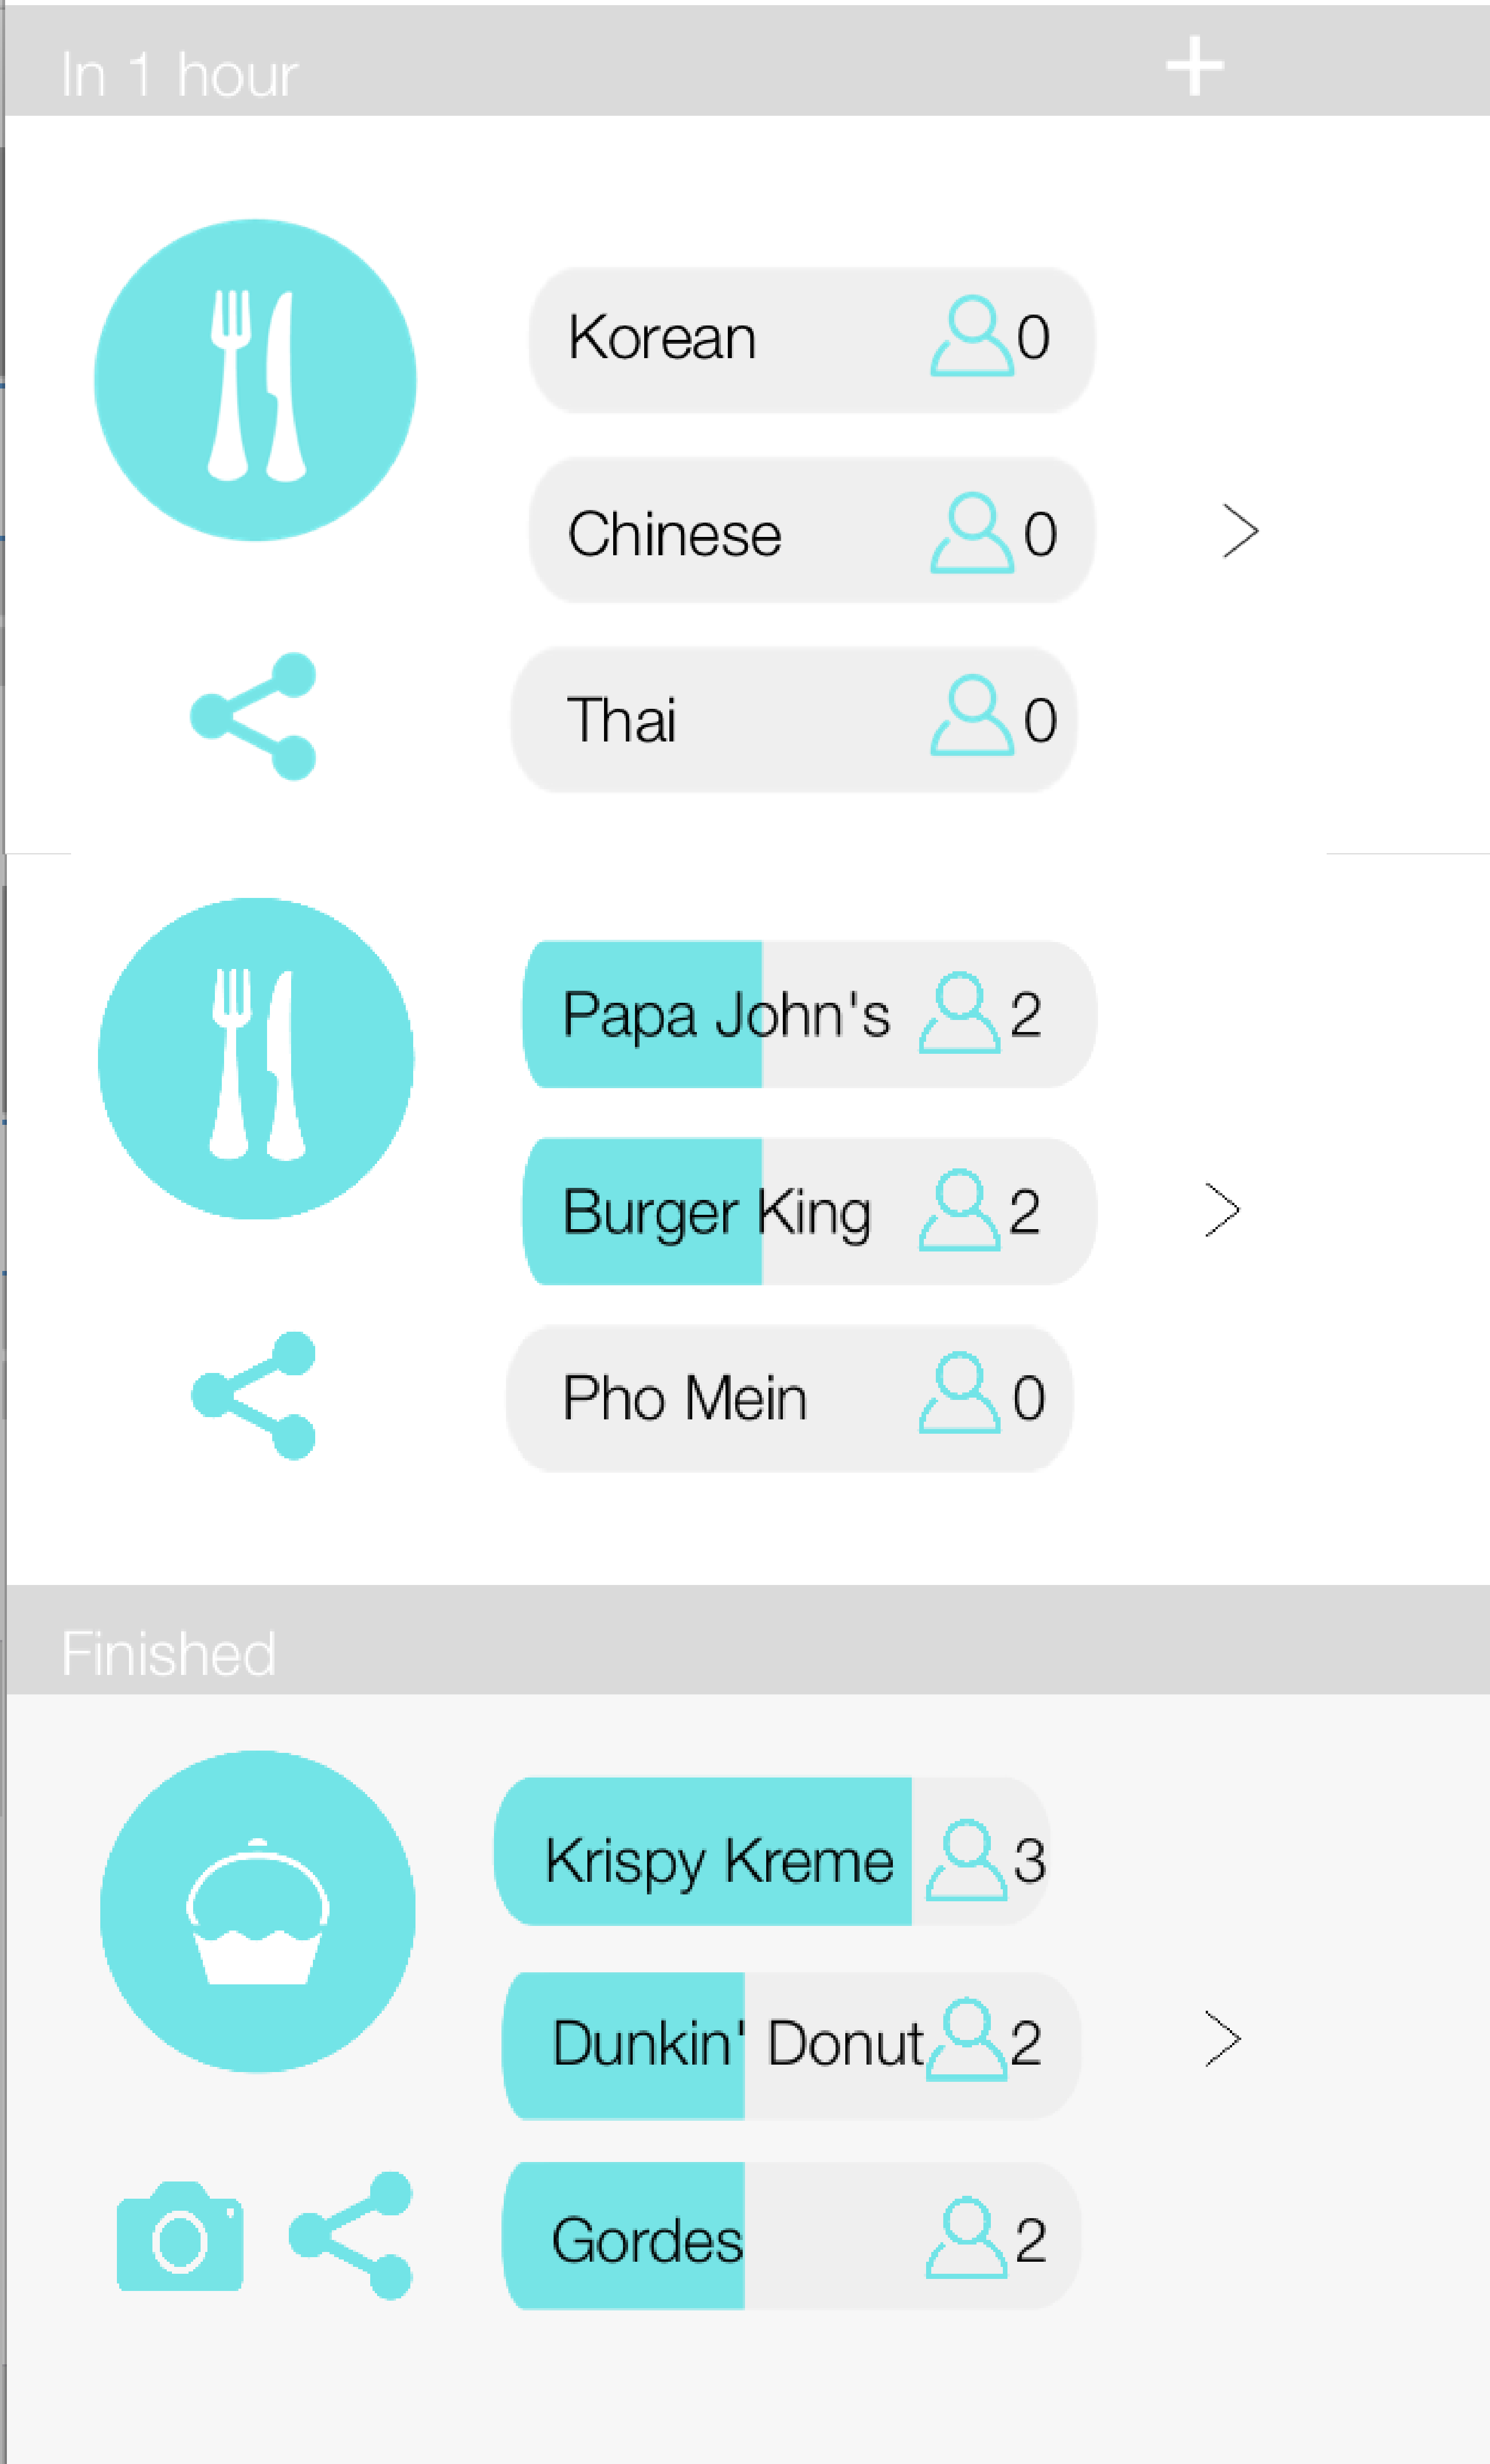 In 1 hour +
Korean 0
Chinese 0 >
Thai 0
Papa John's 2
Burger King 2 >
Pho Mein 0
Finished
Krispy Kreme 3
Dunkin' Donut 2 >
Gordes 2